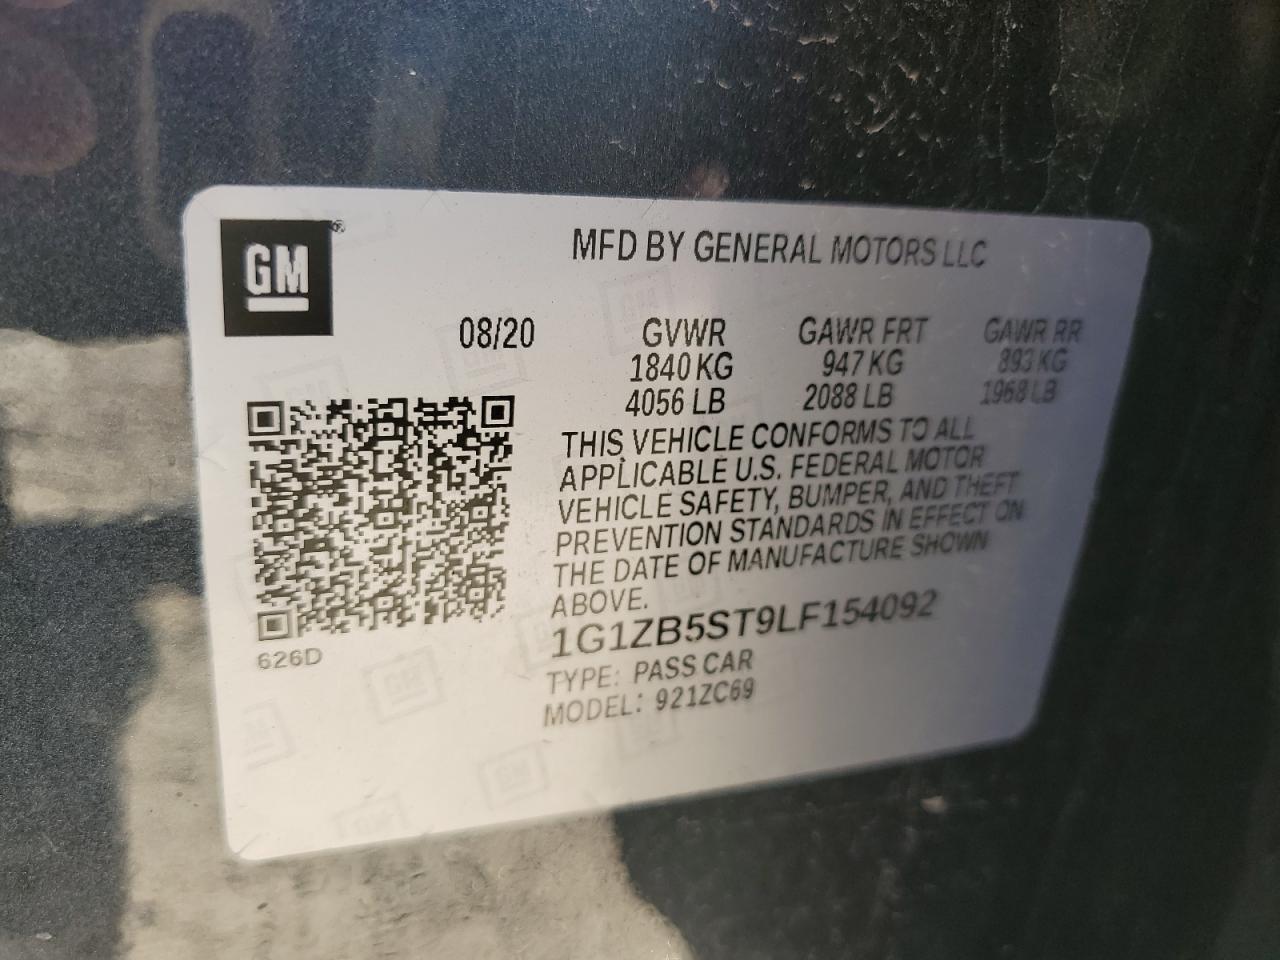 GM®
MFD BY GENERAL MOTORS LLC
08/20 GVWR GAWR FRT GAWR RR
1840 KG 947 KG 893 KG
4056 LB 2088 LB 1968 LB
THIS VEHICLE CONFORMS TO ALL
APPLICABLE U.S. FEDERAL MOTOR
VEHICLE SAFETY, BUMPER, AND THEFT
PREVENTION STANDARDS IN EFFECT ON
THE DATE OF MANUFACTURE SHOWN
ABOVE.
1G1ZB5ST9LF154092
626D
TYPE: PASS CAR
MODEL: 921ZC69